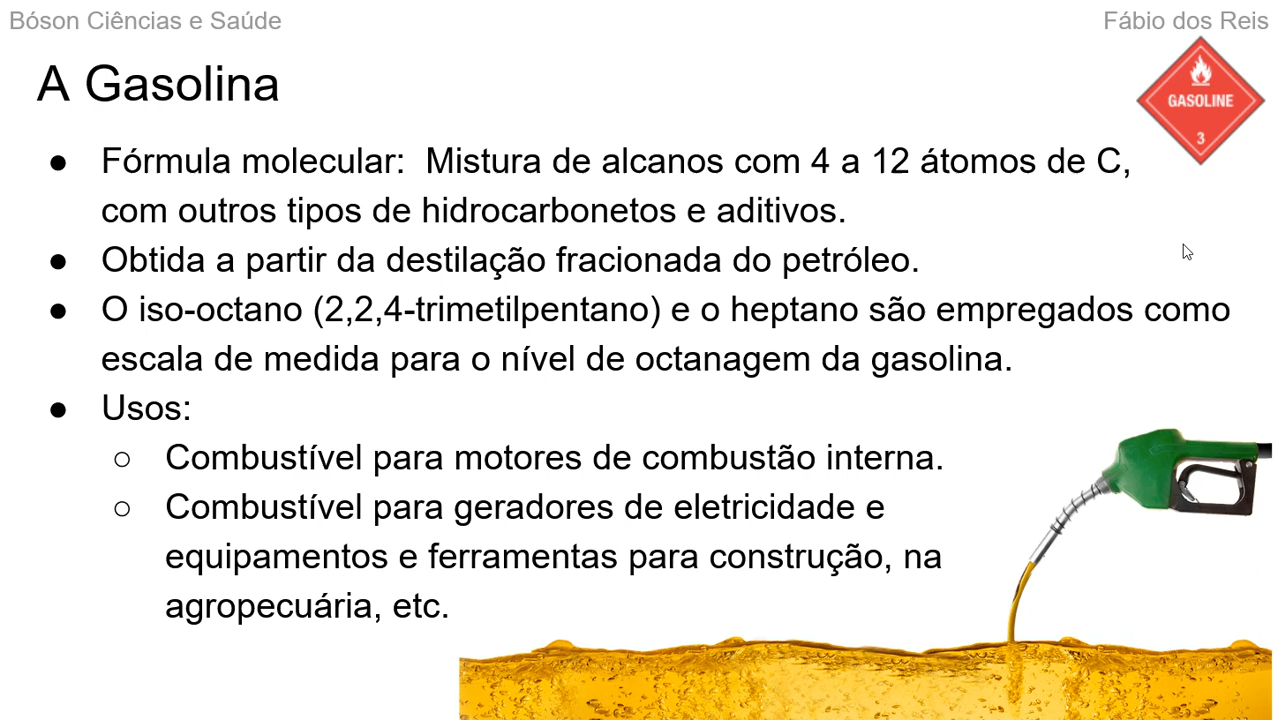 Bóson Ciências e Saúde
Fábio dos Reis
A Gasolina
GASOLINE
3
● Fórmula molecular:  Mistura de alcanos com 4 a 12 átomos de C,
com outros tipos de hidrocarbonetos e aditivos.
● Obtida a partir da destilação fracionada do petróleo.
● O iso-octano (2,2,4-trimetilpentano) e o heptano são empregados como
escala de medida para o nível de octanagem da gasolina.
● Usos:
○ Combustível para motores de combustão interna.
○ Combustível para geradores de eletricidade e
equipamentos e ferramentas para construção, na
agropecuária, etc.